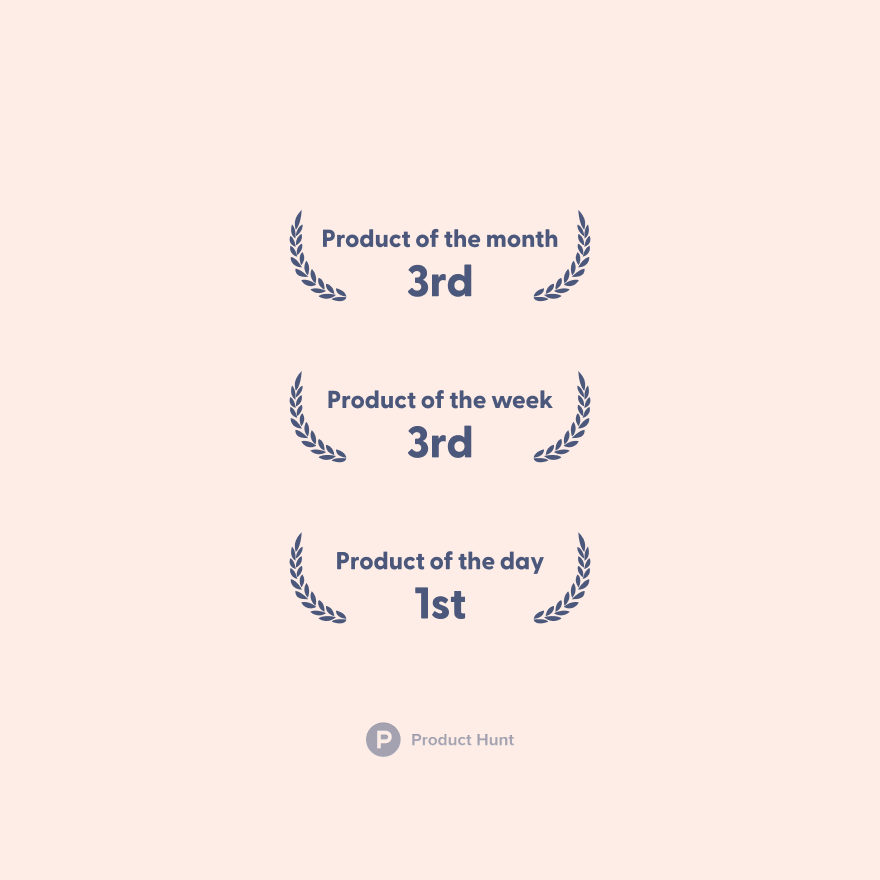 Product of the month
3rd
Product of the week
3rd
Product of the day
1st
P Product Hunt